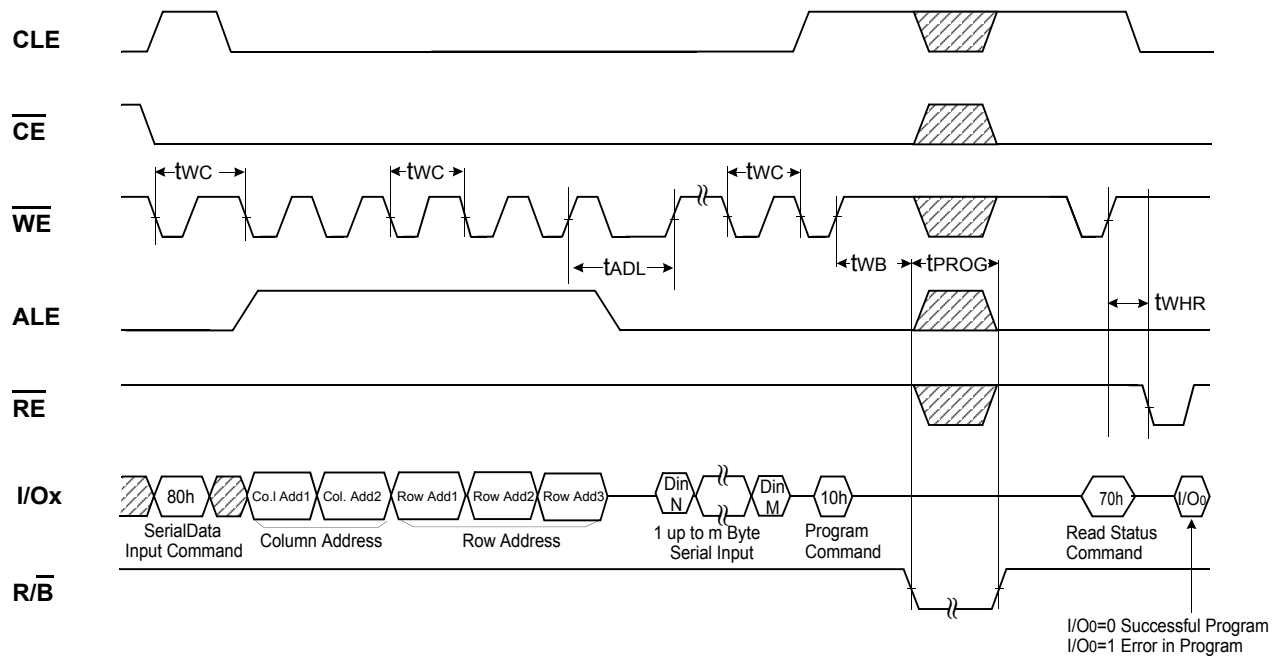 CLE
CE
tWC
tWC
tWC
WE
tADL
tWB
tPROG
ALE
tWHR
RE
I/Ox
80h
Co.l Add1
Col. Add2
Row Add1
Row Add2
Row Add3
Din
N
Din
M
10h
70h
I/O0
SerialData
Input Command
Column Address
Row Address
1 up to m Byte
Serial Input
Program
Command
Read Status
Command
R/B
I/O0=0 Successful Program
I/O0=1 Error in Program